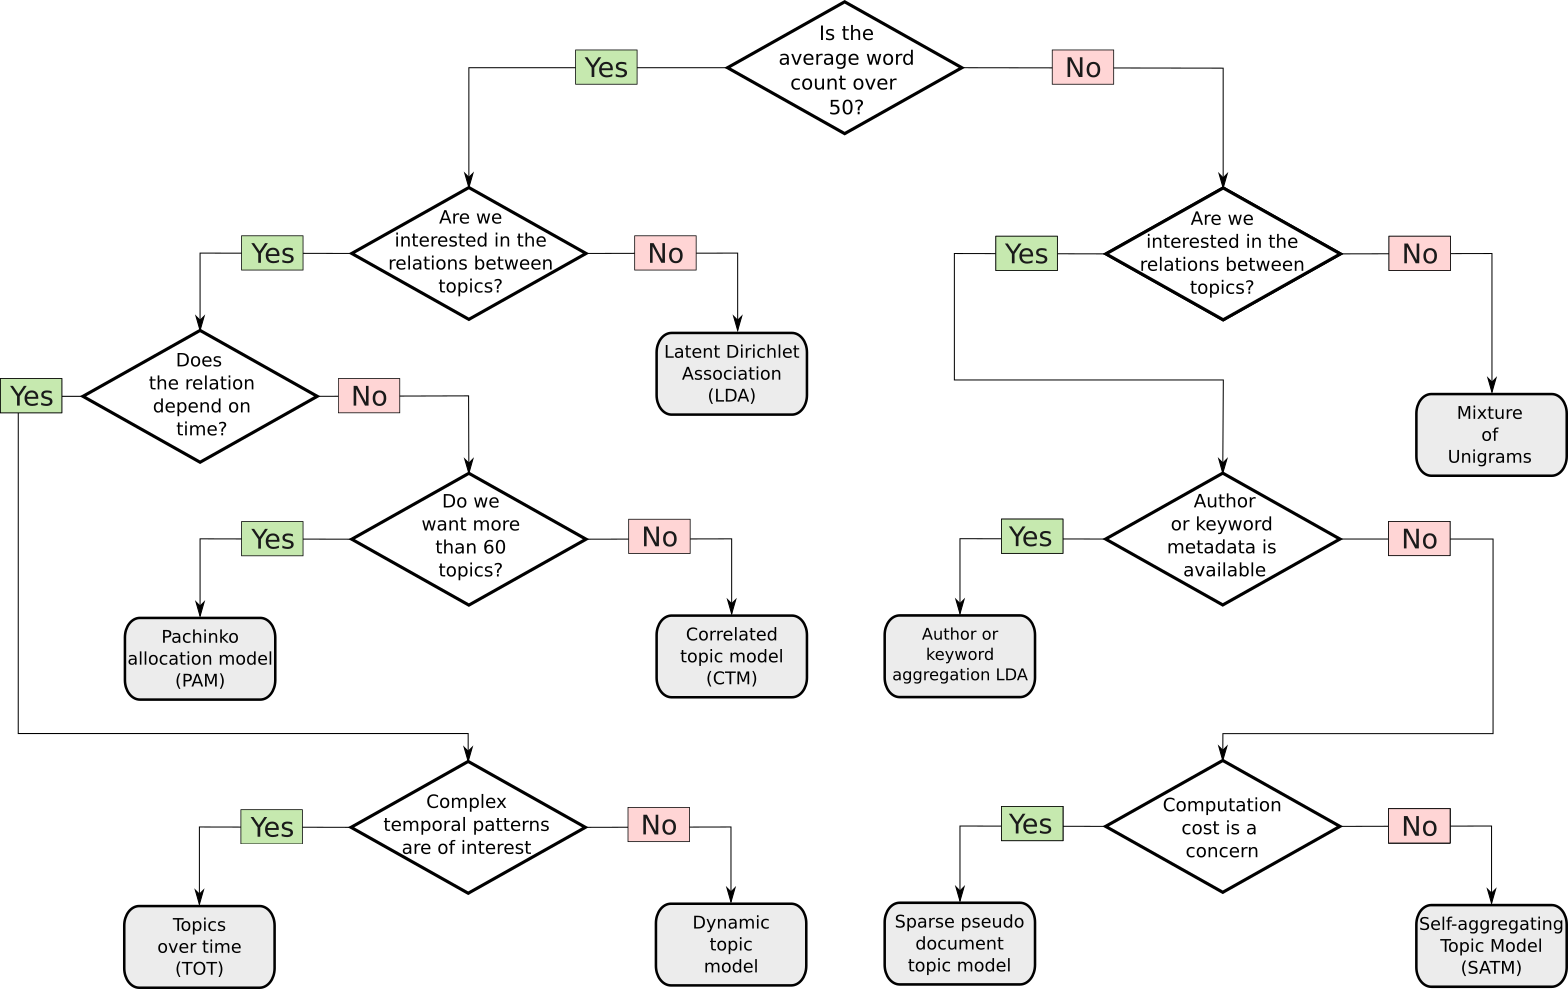 Is the
average word
count over
50?
Yes
No
Are we
interested in the
relations between
topics?
Yes
No
Are we
interested in the
relations between
topics?
Yes
No
Latent Dirichlet
Association
(LDA)
Does
the relation
depend on
time?
Yes
No
Mixture
of
Unigrams
Do we
want more
than 60
topics?
Yes
No
Author
or keyword
metadata is
available
Yes
No
Pachinko
allocation model
(PAM)
Correlated
topic model
(CTM)
Author or
keyword
aggregation LDA
Complex
temporal patterns
are of interest
Yes
No
Computation
cost is a
concern
Yes
No
Topics
over time
(TOT)
Dynamic
topic
model
Sparse pseudo
document
topic model
Self-aggregating
Topic Model
(SATM)